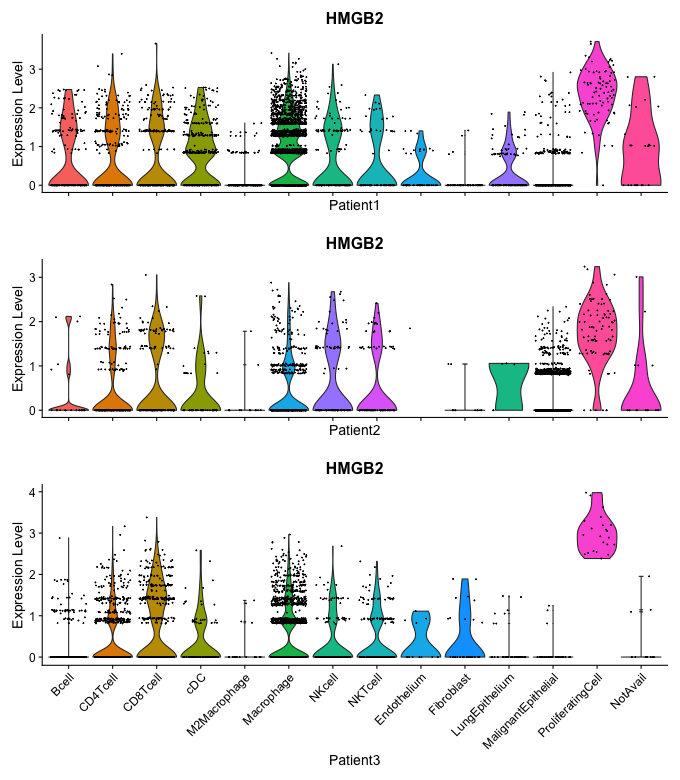 HMGB2
Expression Level
3
2
1
0
Patient1
HMGB2
Expression Level
3
2
1
0
Patient2
HMGB2
Expression Level
4
3
2
1
0
Bcell
CD4Tcell
CD8Tcell
cDC
M2Macrophage
Macrophage
NKcell
NKTcell
Endothelium
Fibroblast
LungEpithelium
MalignantEpithelial
ProliferatingCell
NotAvail
Patient3